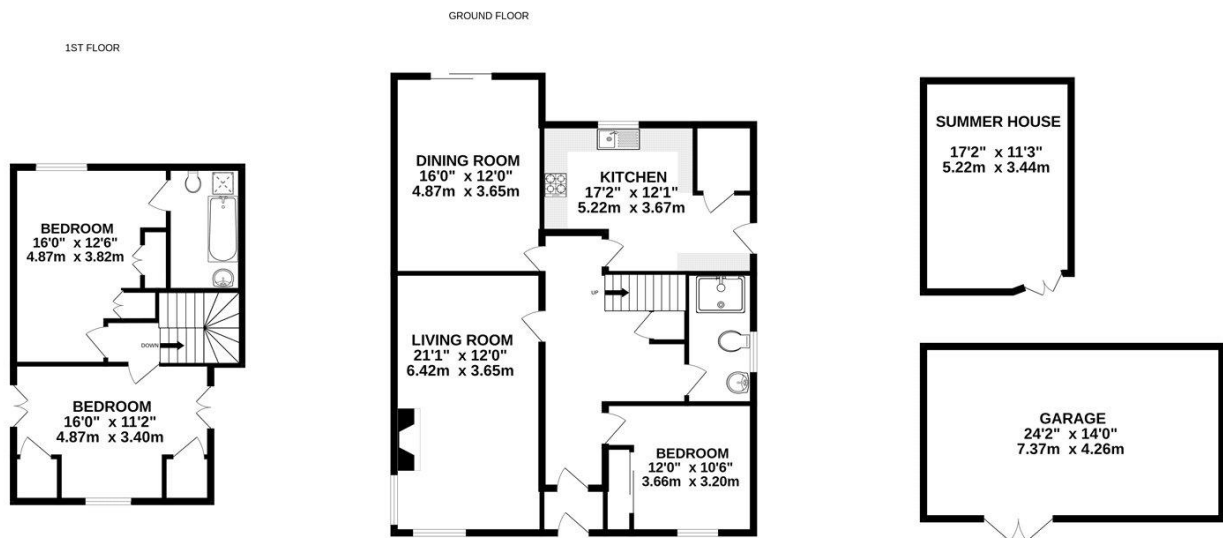 GROUND FLOOR
1ST FLOOR
BEDROOM
16'0" x 12'6"
4.87m x 3.82m
DOWN
BEDROOM
16'0" x 11'2"
4.87m x 3.40m
DINING ROOM
16'0" x 12'0"
4.87m x 3.65m
KITCHEN
17'2" x 12'1"
5.22m x 3.67m
UP
LIVING ROOM
21'1" x 12'0"
6.42m x 3.65m
BEDROOM
12'0" x 10'6"
3.66m x 3.20m
SUMMER HOUSE
17'2" x 11'3"
5.22m x 3.44m
GARAGE
24'2" x 14'0"
7.37m x 4.26m